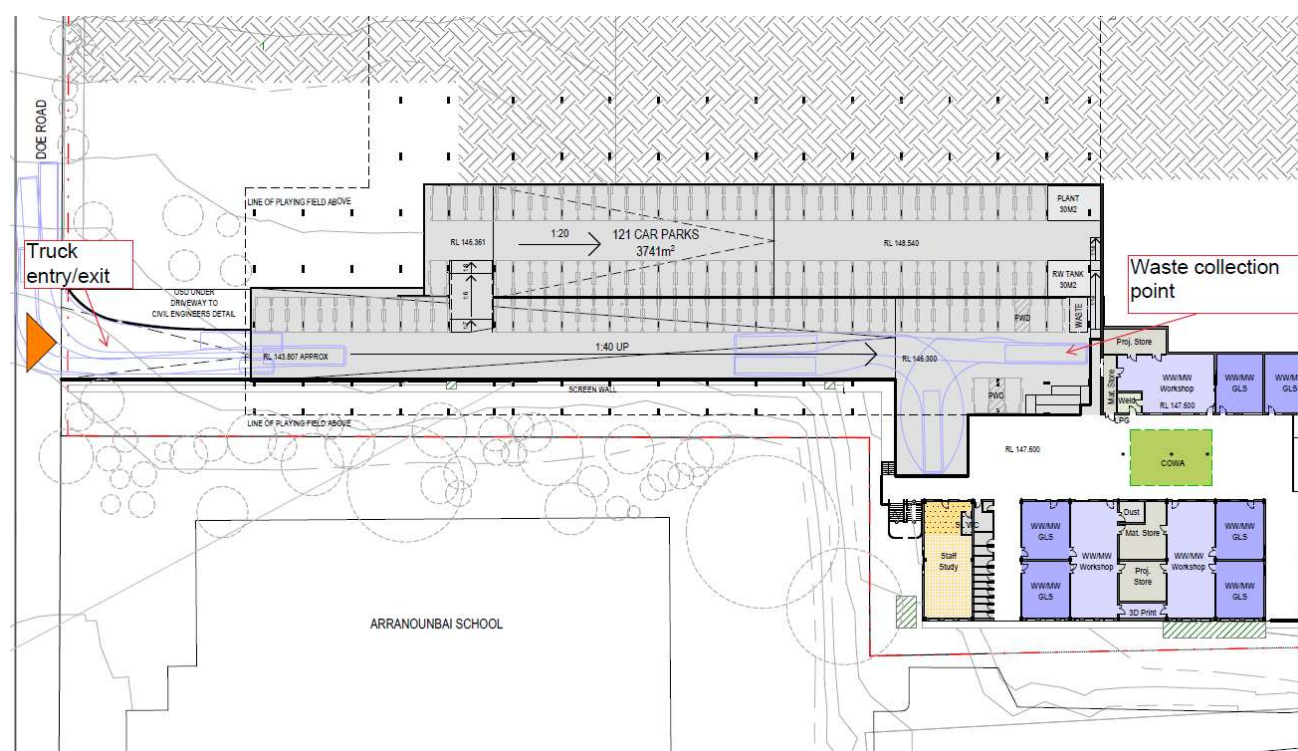 DOE ROAD
Truck
entry/exit
LINE OF PLAYING FIELD ABOVE
OSD UNDER
DRIVEWAY TO
CIVIL ENGINEERS DETAIL
RL 146.361
1:20
121 CAR PARKS
3741m²
RL 148.540
PLANT
30M2
RW TANK
30M2
Waste collection
point
1:8
1:6
RL 143.807 APPROX
1:40 UP
RL 146.300
PWD
WASTE
PWD
SCREEN WALL
LINE OF PLAYING FIELD ABOVE
Proj. Store
Mat. Store
Weld
LPG
WW/MW
Workshop
RL 147.600
WW/MW
GLS
WW/MW
GLS
RL 147.600
COWA
Staff
Study
WW/MW
GLS
WW/MW
GLS
WW/MW
Workshop
Dust
Mat. Store
Proj.
Store
3D Print
WW/MW
Workshop
WW/MW
GLS
WW/MW
GLS
ARRANOUNBAI SCHOOL